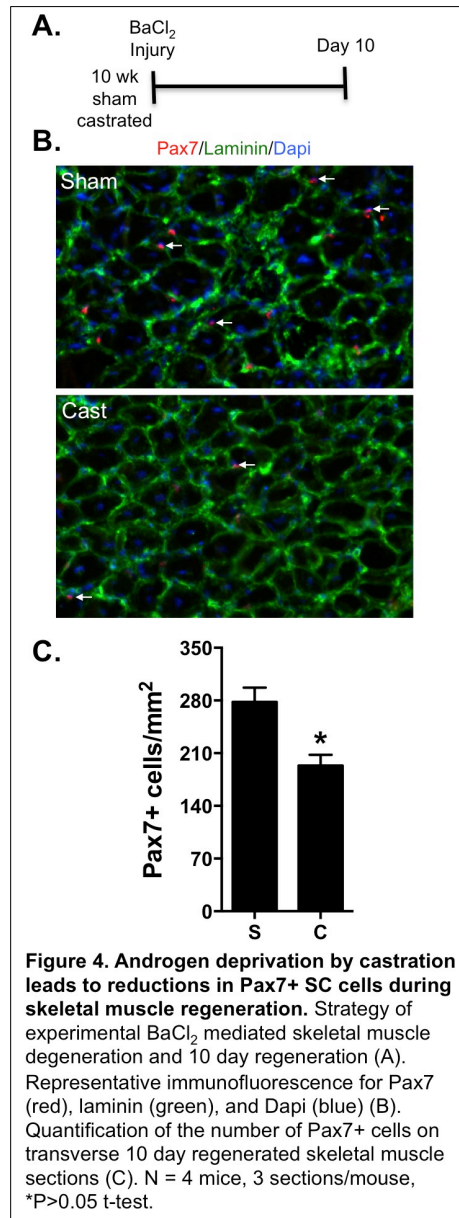 A.
BaCl₂
Injury
Day 10
10 wk
sham
castrated
B.
Pax7/Laminin/Dapi
Sham
Cast
C.
Pax7+ cells/mm²
350
280
210
140
70
0
*
S C
Figure 4. Androgen deprivation by castration
leads to reductions in Pax7+ SC cells during
skeletal muscle regeneration. Strategy of
experimental BaCl₂ mediated skeletal muscle
degeneration and 10 day regeneration (A).
Representative immunofluorescence for Pax7
(red), laminin (green), and Dapi (blue) (B).
Quantification of the number of Pax7+ cells on
transverse 10 day regenerated skeletal muscle
sections (C). N = 4 mice, 3 sections/mouse,
*P>0.05 t-test.